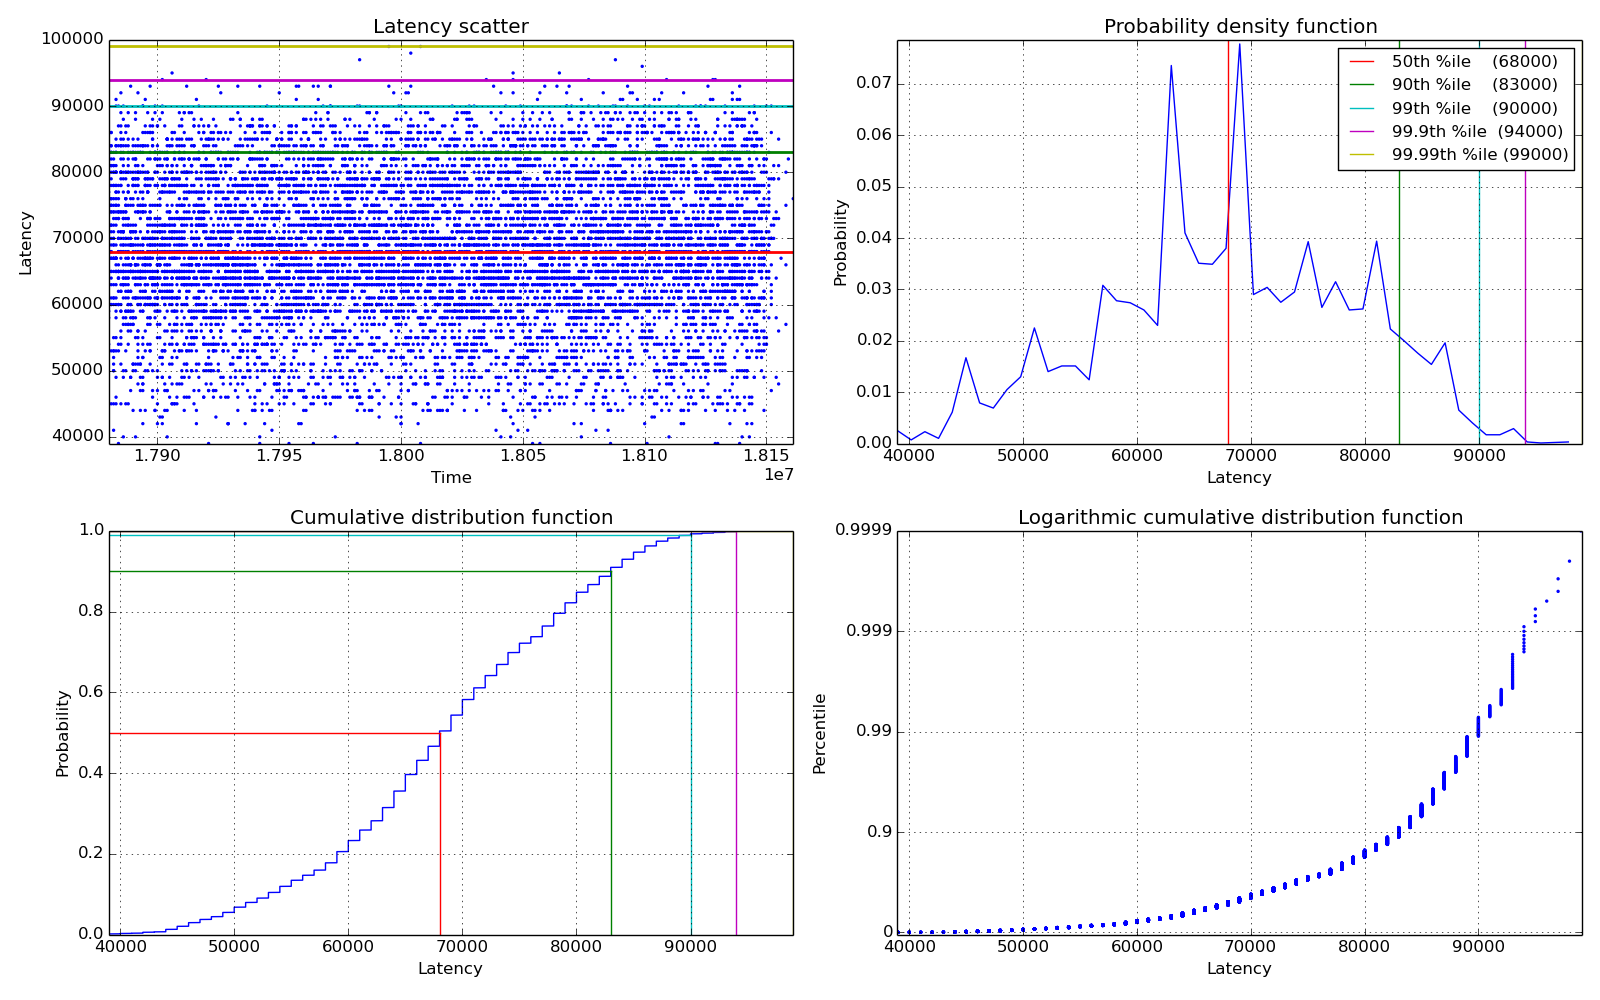 Latency scatter
100000
90000
80000
70000
60000
50000
40000
Latency
1.790 1.795 1.800 1.805 1.810 1.815
1e7
Time
Probability density function
0.07
0.06
0.05
0.04
0.03
0.02
0.01
0.00
Probability
50th %ile (68000)
90th %ile (83000)
99th %ile (90000)
99.9th %ile (94000)
99.99th %ile (99000)
40000 50000 60000 70000 80000 90000
Latency
Cumulative distribution function
1.0
0.8
0.6
0.4
0.2
0.0
Probability
40000 50000 60000 70000 80000 90000
Latency
Logarithmic cumulative distribution function
0.9999
0.999
0.99
0.9
0
Percentile
40000 50000 60000 70000 80000 90000
Latency